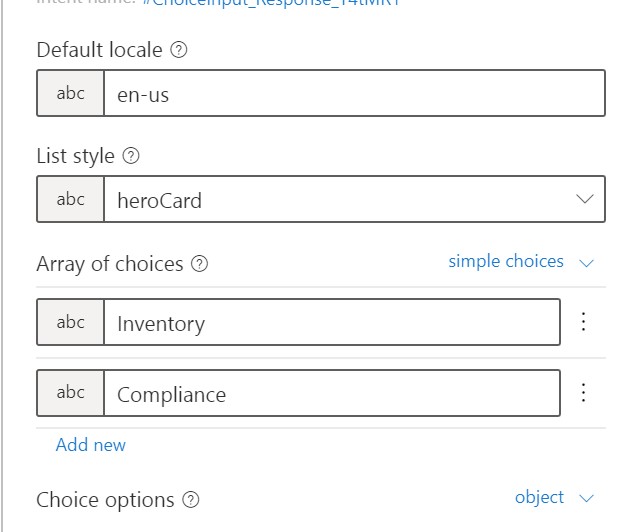 Default locale
abc en-us
List style
abc heroCard
Array of choices simple choices
abc Inventory
abc Compliance
Add new
Choice options object